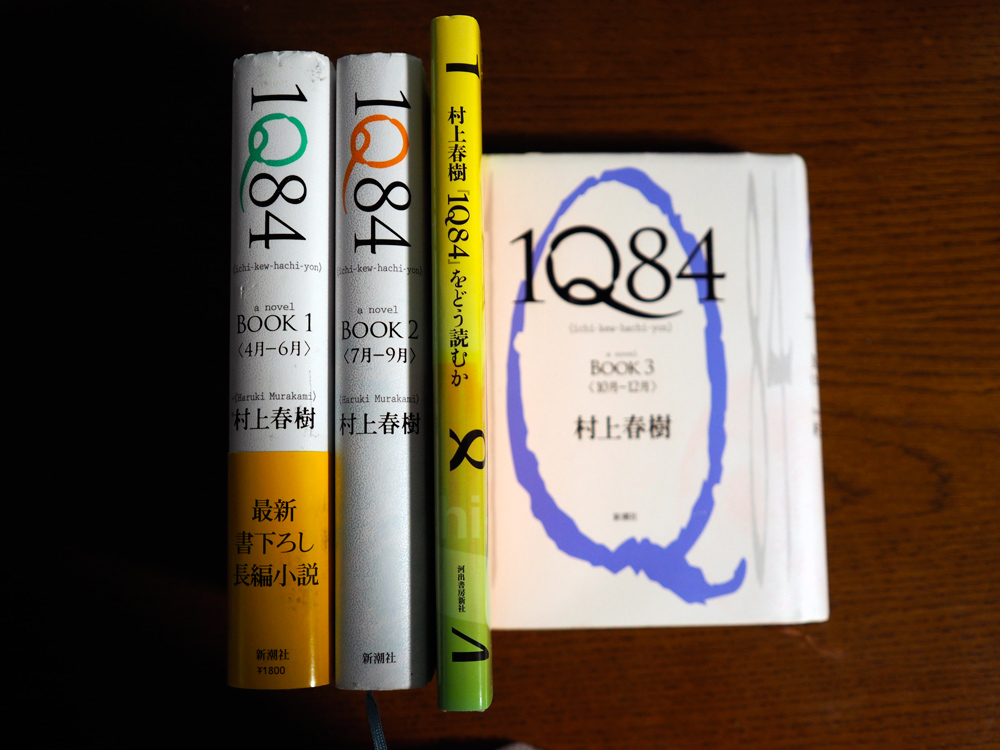 1Q84
(ichi-kew-hachi-yon)
a novel
BOOK 1
〈4月−6月〉
(Haruki Murakami)
村上春樹
最新
書下ろし
長編小説
新潮社
¥1800
1Q84
(ichi-kew-hachi-yon)
a novel
BOOK 2
〈7月−9月〉
(Haruki Murakami)
村上春樹
新潮社
村上春樹『1Q84』をどう読むか
河出書房新社
1Q84
(ichi-kew-hachi-yon)
a novel
BOOK 3
〈10月−12月〉
村上春樹
新潮社